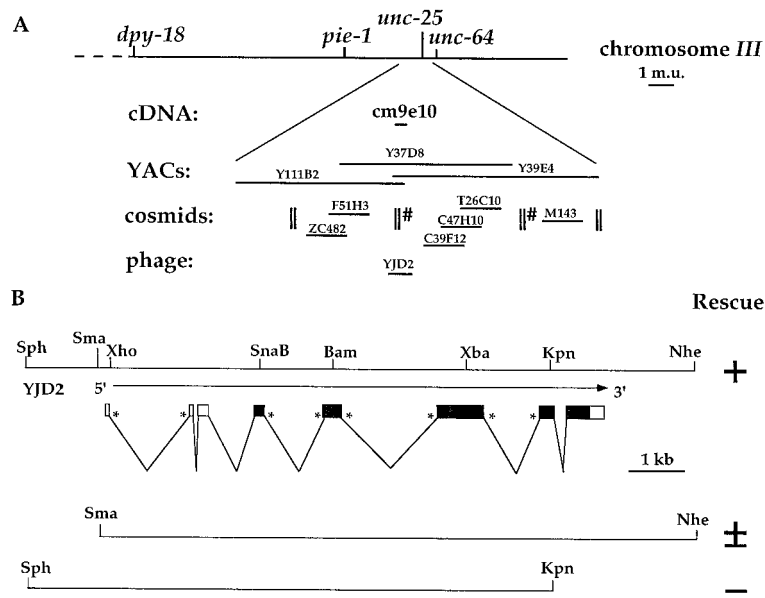 A
dpy-18 pie-1 unc-25 unc-64
chromosome III
1 m.u.
cDNA: cm9e10
YACs: Y111B2 Y37D8 Y39E4
cosmids: ZC482 F51H3 # C39F12 C47H10 T26C10 # M143
phage: YJD2
B
Rescue
Sph Sma Xho SnaB Bam Xba Kpn Nhe +
YJD2 5' 3'
* * * * * * * *
1 kb
Sma Nhe ±
Sph Kpn −